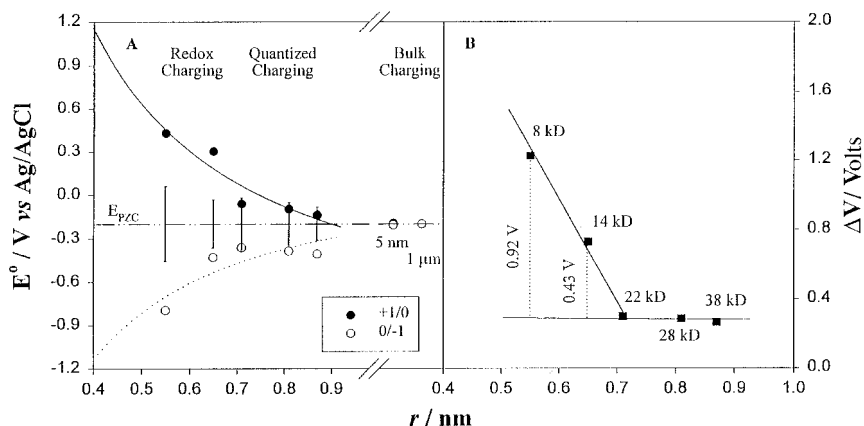 1.2
0.9
0.6
0.3
0.0
-0.3
-0.6
-0.9
-1.2
E° / V vs Ag/AgCl
A
Redox
Charging
Quantized
Charging
Bulk
Charging
E_PZC
5 nm
1 μm
+1/0
0/-1
0.4 0.5 0.6 0.7 0.8 0.9
B
8 kD
14 kD
22 kD
28 kD
38 kD
0.92 V
0.43 V
2.0
1.6
1.2
0.8
0.4
0.0
ΔV/ Volts
0.4 0.5 0.6 0.7 0.8 0.9 1.0
r / nm